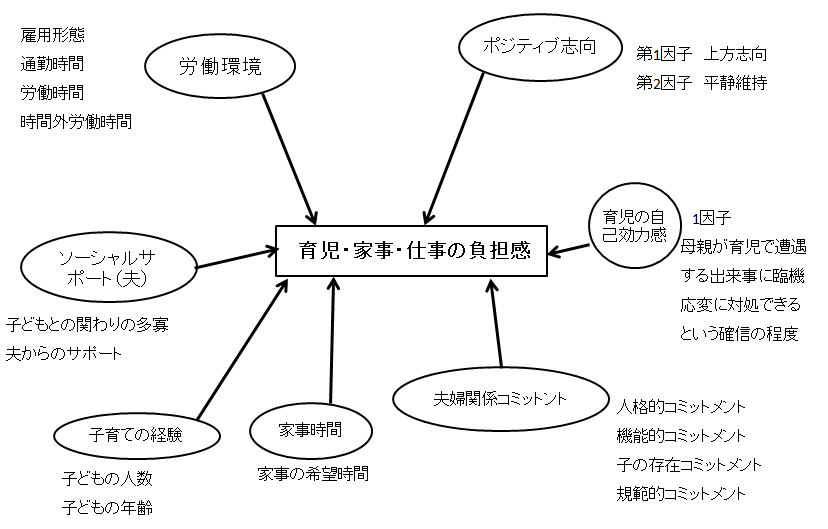 雇用形態
通勤時間
労働時間
時間外労働時間
労働環境
ポジティブ志向
第1因子　上方志向
第2因子　平静維持
育児の自
己効力感
1因子
母親が育児で遭遇
する出来事に臨機
応変に対処できる
という確信の程度
育児・家事・仕事の負担感
ソーシャルサ
ポート(夫)
子どもとの関わりの多寡
夫からのサポート
子育ての経験
子どもの人数
子どもの年齢
家事時間
家事の希望時間
夫婦関係コミットント
人格的コミットメント
機能的コミットメント
子の存在コミットメント
規範的コミットメント